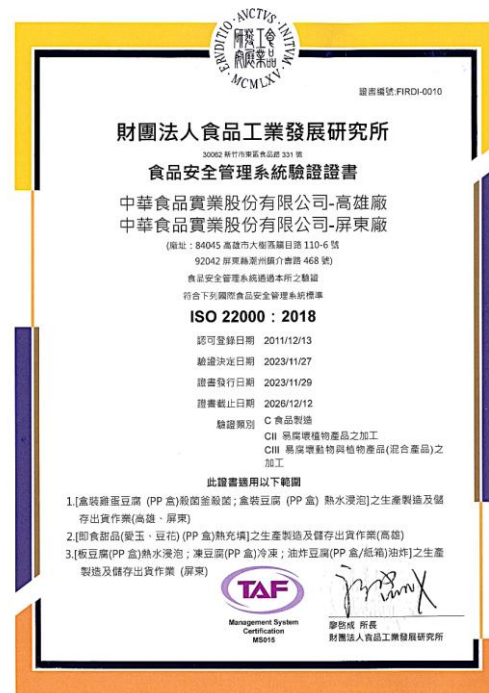 ERVDITIO·AVCTVS·INITVM·MCMLXV·
食品工業發展研究所
證書編號:FIRDI-0010
財團法人食品工業發展研究所
30062 新竹市東區食品路 331 號
食品安全管理系統驗證證書
中華食品實業股份有限公司-高雄廠
中華食品實業股份有限公司-屏東廠
(廠址：84045 高雄市大樹區龍目路 110-6 號
92042 屏東縣潮州鎮介壽路 468 號)
食品安全管理系統通過本所之驗證
符合下列國際食品安全管理系統標準
ISO 22000：2018
認可登錄日期 2011/12/13
驗證決定日期 2023/11/27
證書發行日期 2023/11/29
證書截止日期 2026/12/12
驗證類別 C 食品製造
CII 易腐壞植物產品之加工
CIII 易腐壞動物與植物產品(混合產品)之
加工
此證書適用以下範圍
1.[盒裝雞蛋豆腐 (PP 盒)殺菌釜殺菌；盒裝豆腐 (PP 盒) 熱水浸泡]之生產製造及儲
存出貨作業(高雄、屏東)
2.[即食甜品(愛玉、豆花) (PP 盒)熱充填]之生產製造及儲存出貨作業(高雄)
3.[板豆腐(PP 盒)熱水浸泡；凍豆腐(PP 盒)冷凍；油炸豆腐(PP 盒/紙箱)油炸]之生產
製造及儲存出貨作業 (屏東)
TAF
Management System
Certification
MS015
廖啓成 所長
財團法人食品工業發展研究所